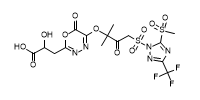 O
O O O=S
OH O S N N
HO N N O O O N
O F
F F